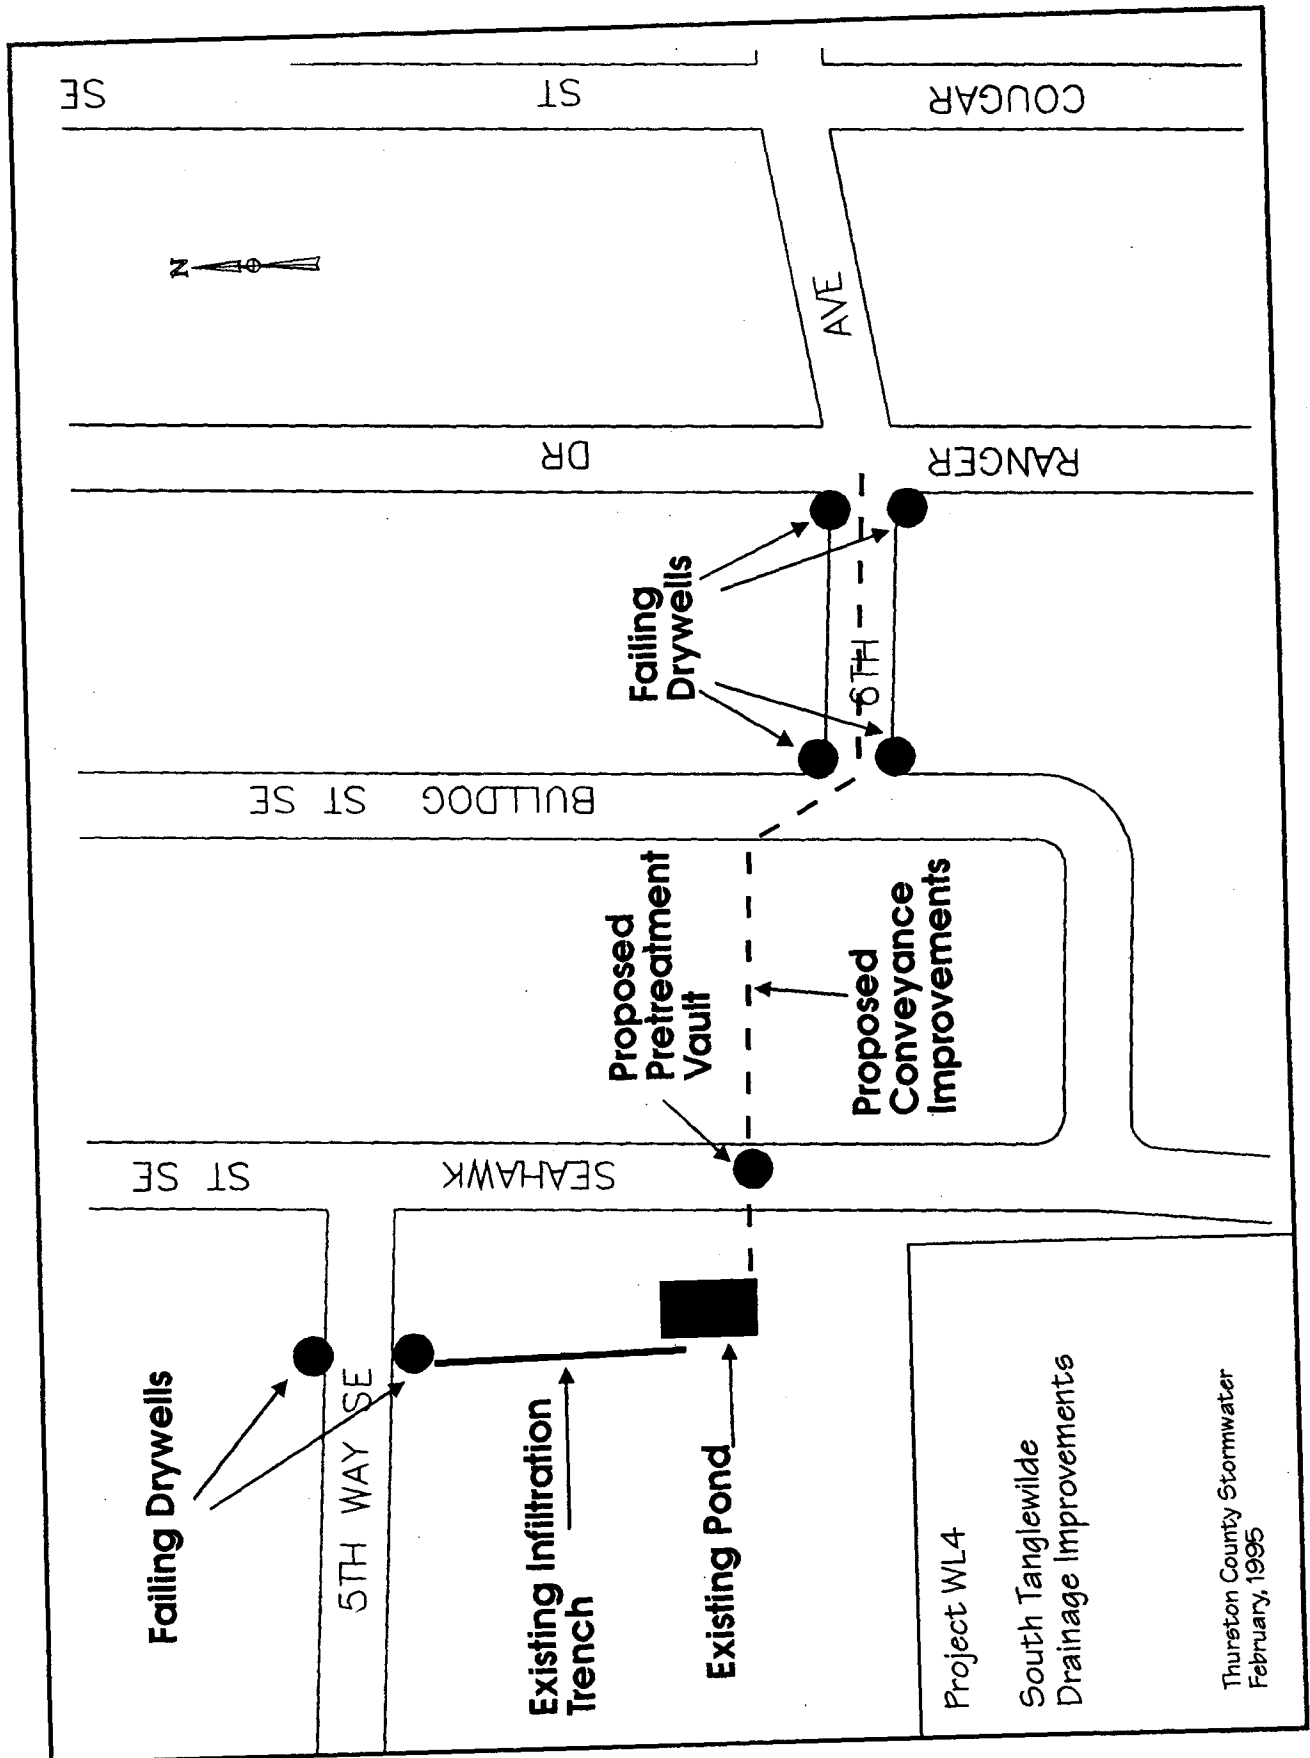 Failing Drywells
5TH WAY SE
Existing Infiltration
Trench
Existing Pond
SEAHAWK ST SE
Proposed
Pretreatment
Vault
Proposed
Conveyance
Improvements
BULLDOG ST SE
Failing
Drywells
6TH AVE
RANGER DR
COUGAR ST SE
N
Project WL4
South Tanglewilde
Drainage Improvements
Thurston County Stormwater
February, 1995